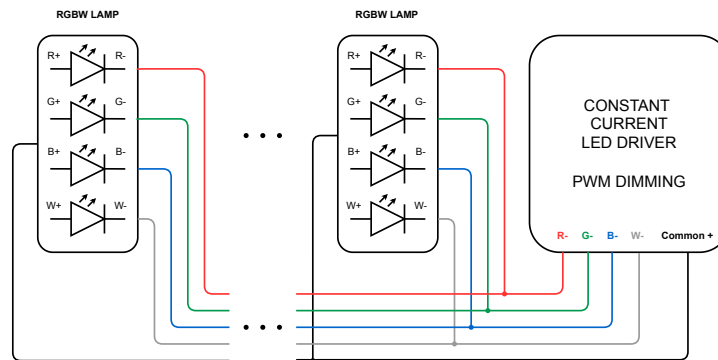 RGBW LAMP
R+ R-
G+ G-
B+ B-
W+ W-
RGBW LAMP
R+ R-
G+ G-
B+ B-
W+ W-
CONSTANT
CURRENT
LED DRIVER
PWM DIMMING
R- G- B- W- Common +